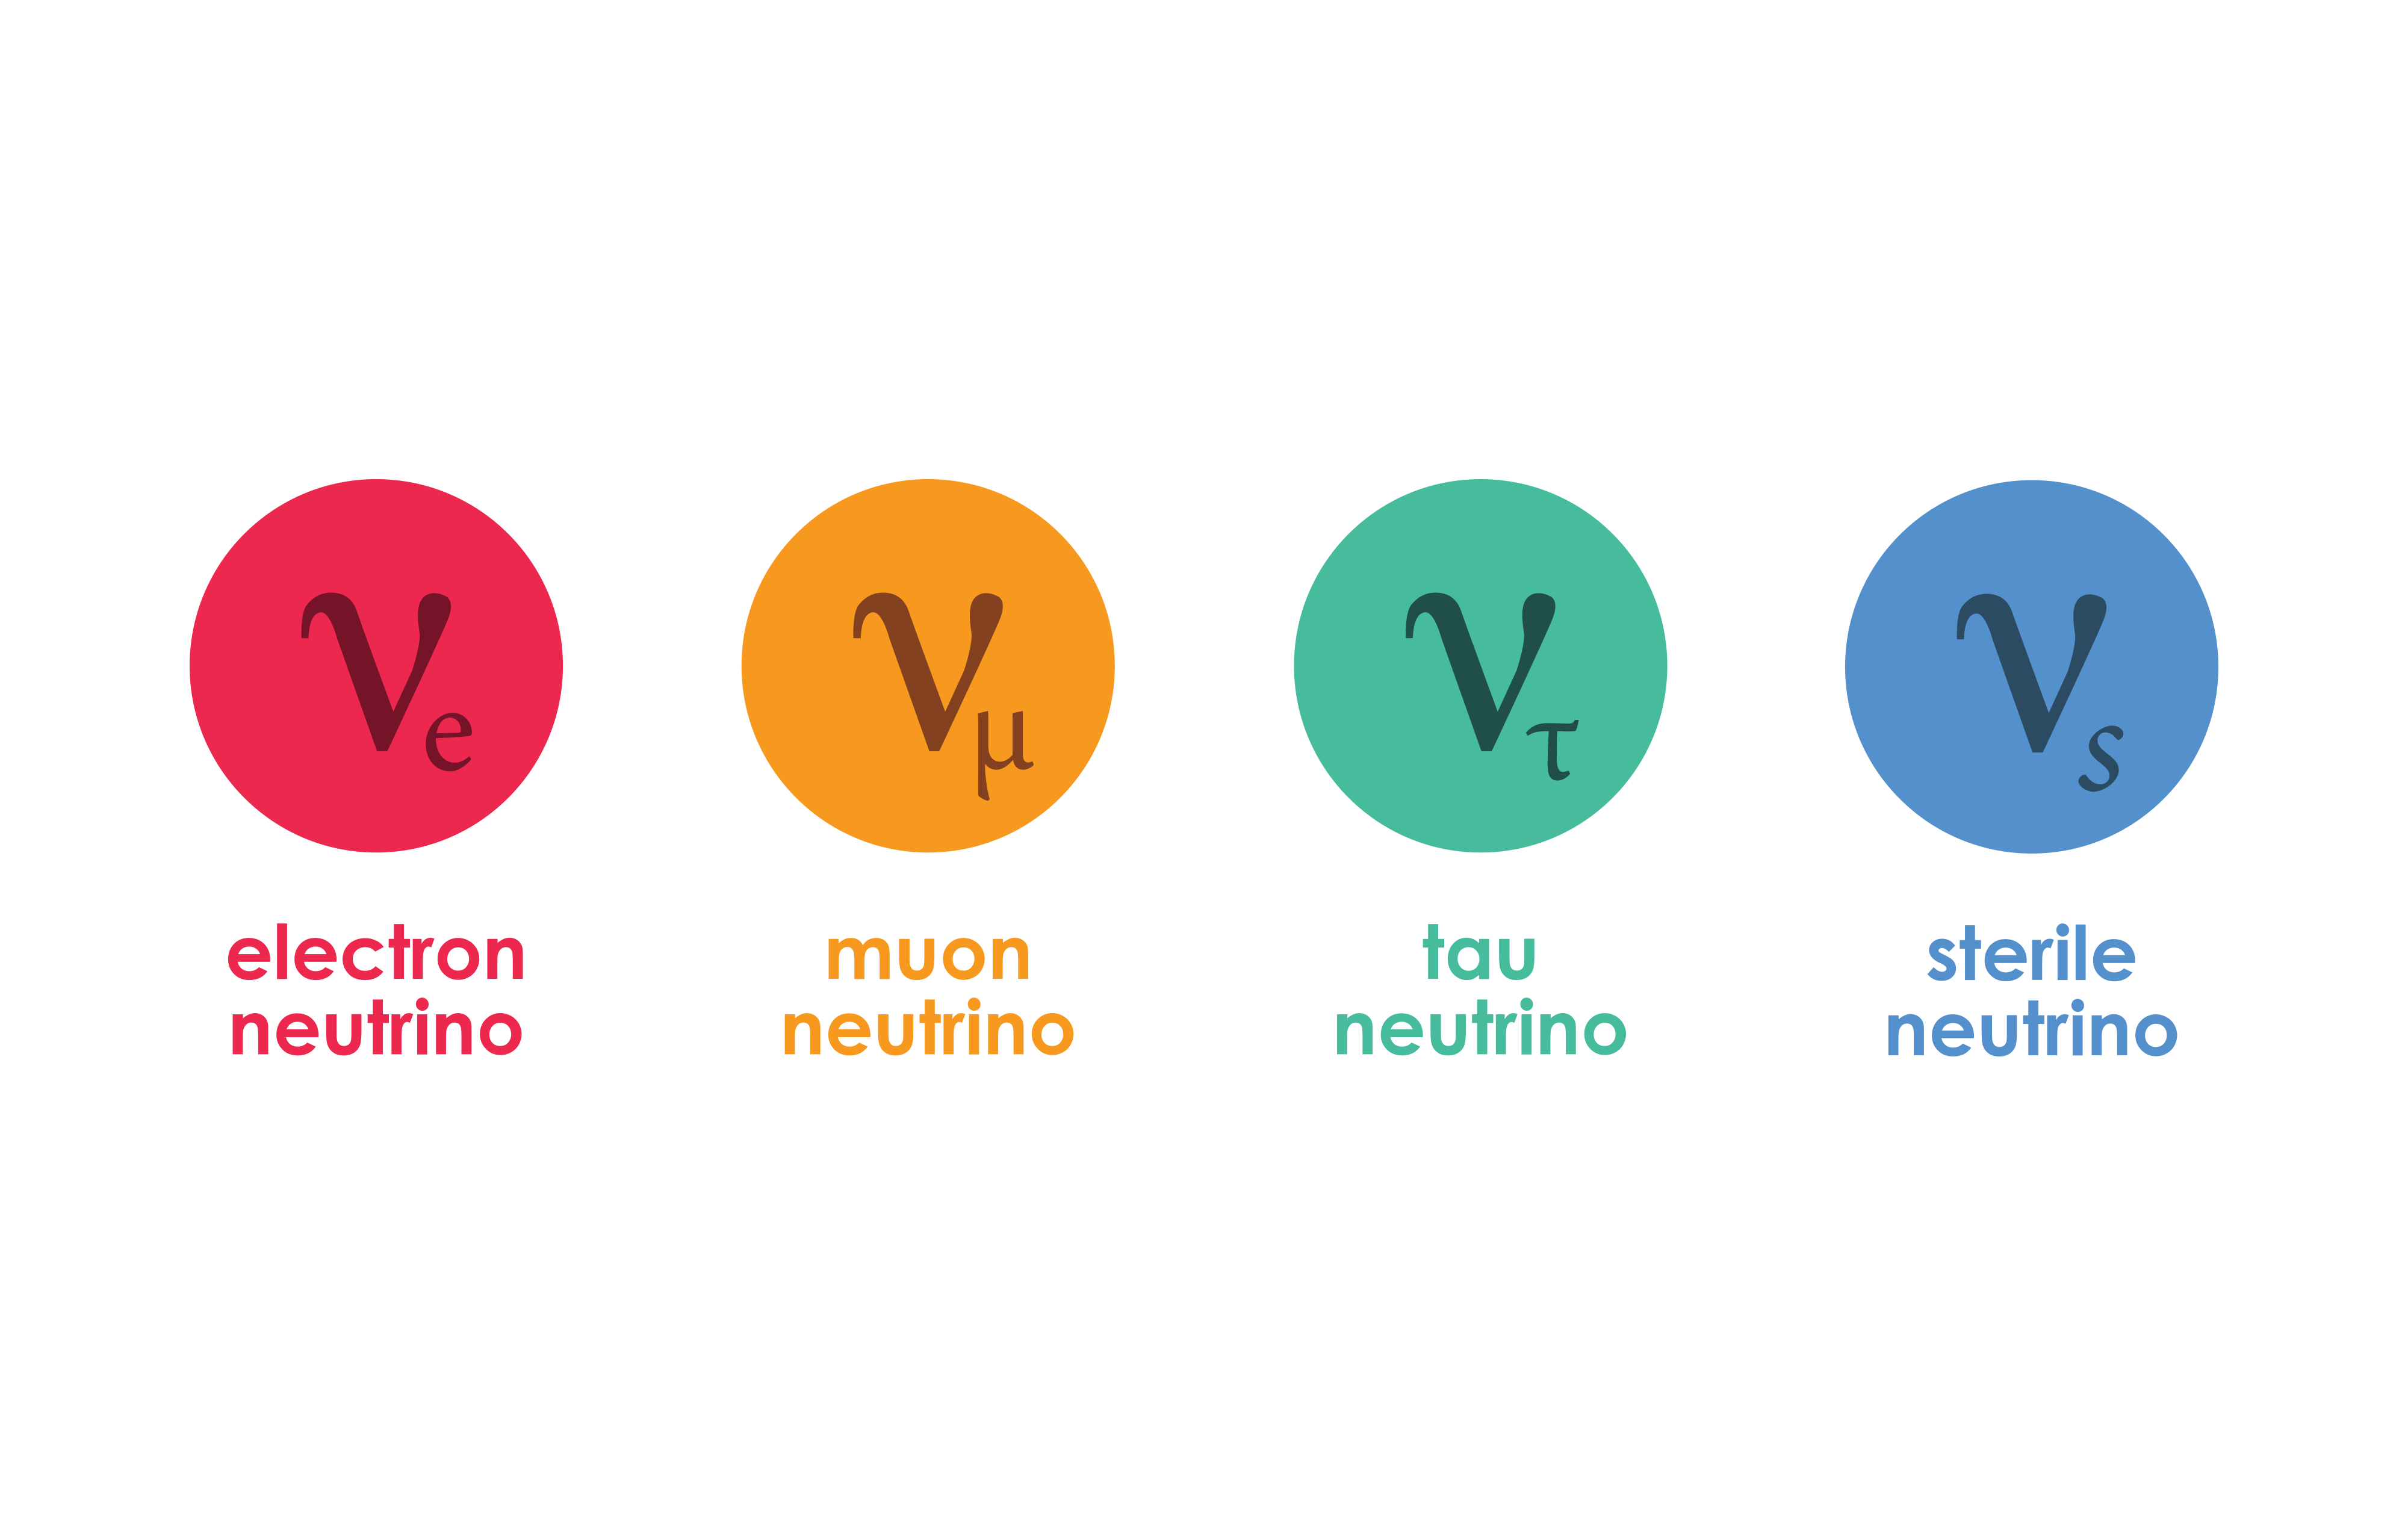 νe
νμ
ντ
νs
electron
neutrino
muon
neutrino
tau
neutrino
sterile
neutrino